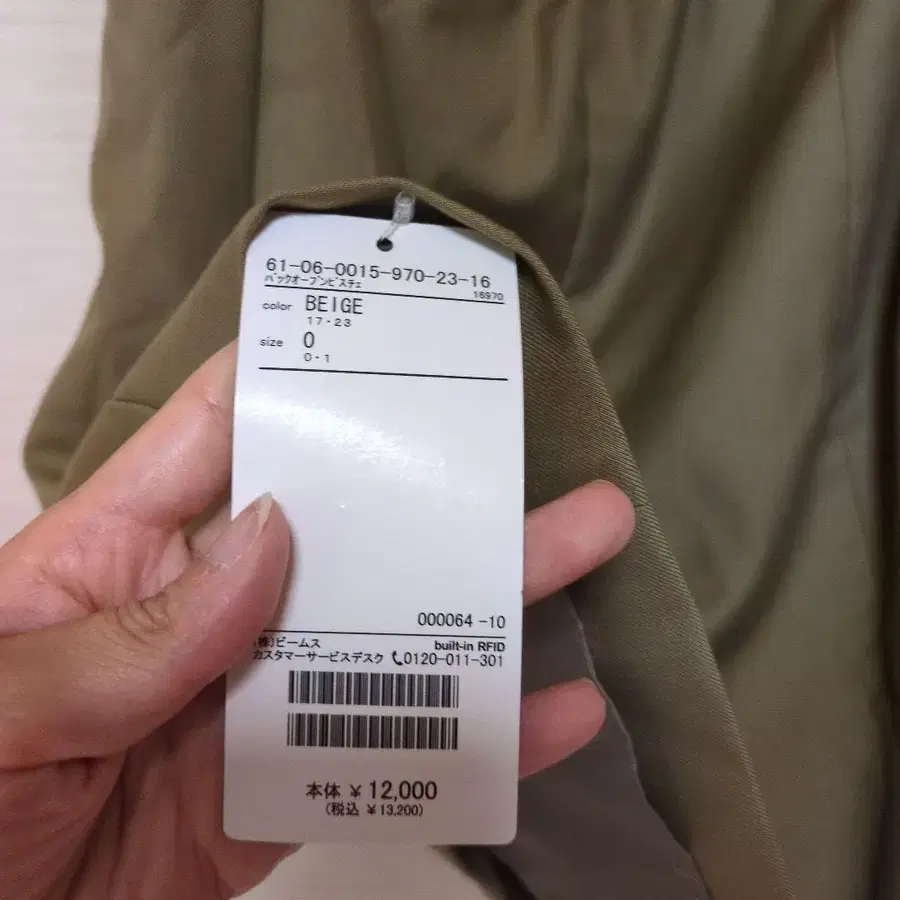 61-06-0015-970-23-16
バックオープンビスチェ
16970
color BEIGE
17・23
size 0
0・1
000064 -10
(株)ビームス built-in RFID
カスタマーサービスデスク 📞0120-011-301
本体 ¥ 12,000
(税込 ¥13,200)